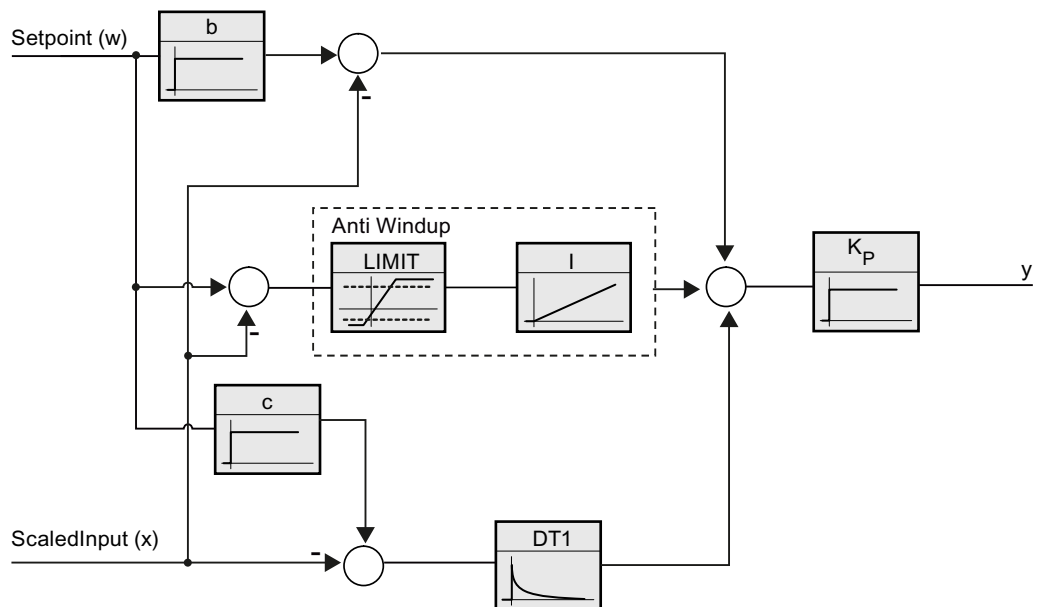 Setpoint (w)
b
-
Anti Windup
LIMIT
I
K_P
y
-
c
ScaledInput (x)
-
DT1